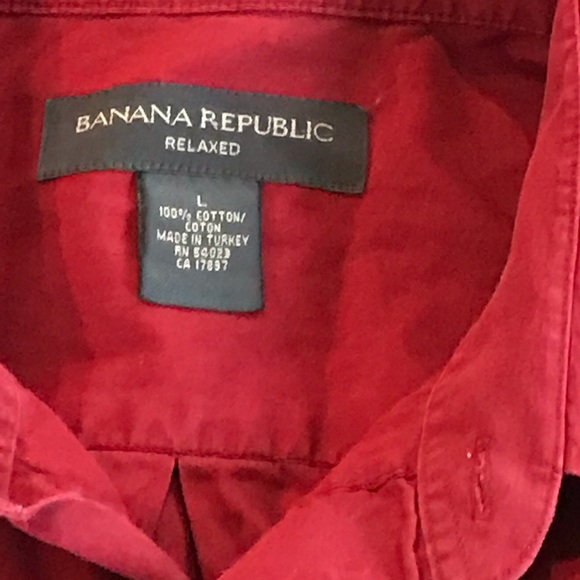 BANANA REPUBLIC
RELAXED
L
100% COTTON/
COTON
MADE IN TURKEY
RN 54023
CA 17897